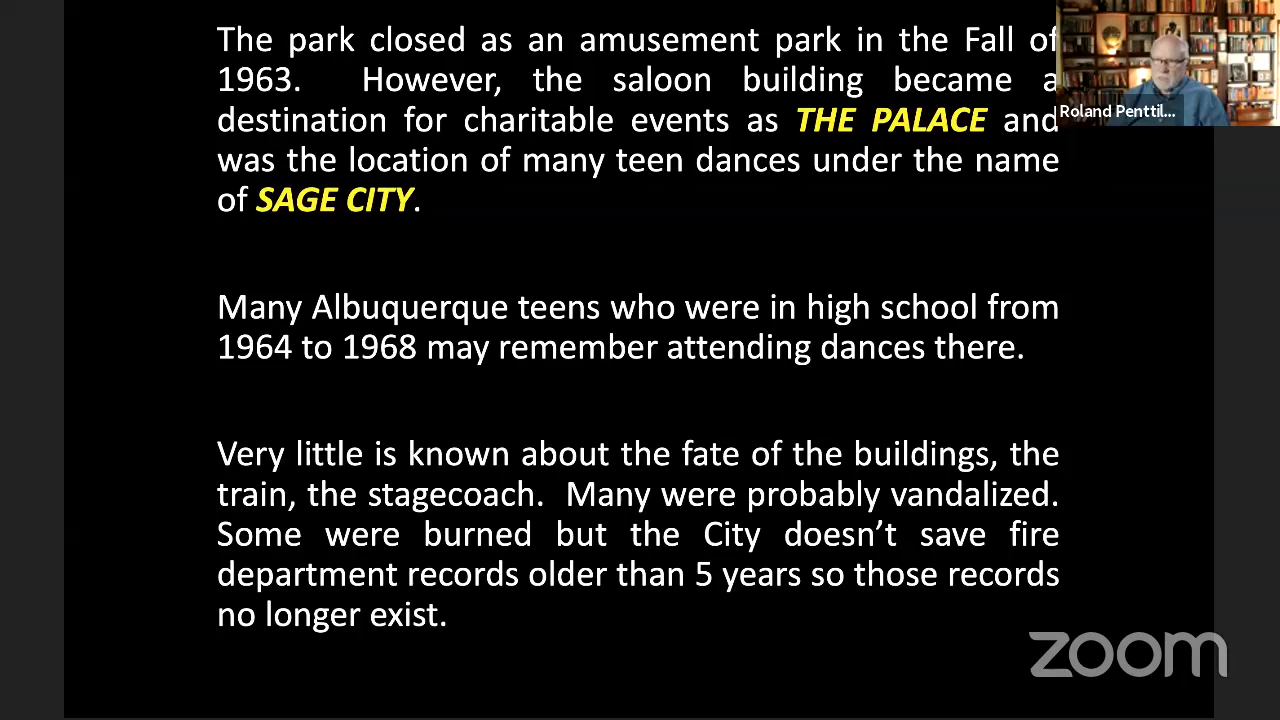 The park closed as an amusement park in the Fall of
1963. However, the saloon building became a
destination for charitable events as THE PALACE and
was the location of many teen dances under the name
of SAGE CITY.
Many Albuquerque teens who were in high school from
1964 to 1968 may remember attending dances there.
Very little is known about the fate of the buildings, the
train, the stagecoach. Many were probably vandalized.
Some were burned but the City doesn’t save fire
department records older than 5 years so those records
no longer exist.
Roland Penttil...
zoom